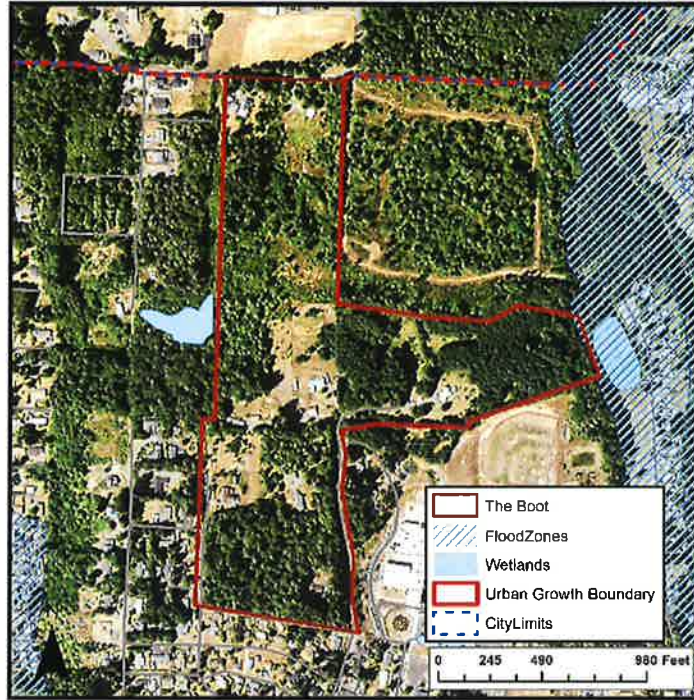 The Boot
FloodZones
Wetlands
Urban Growth Boundary
CityLimits
0 245 490 980 Feet